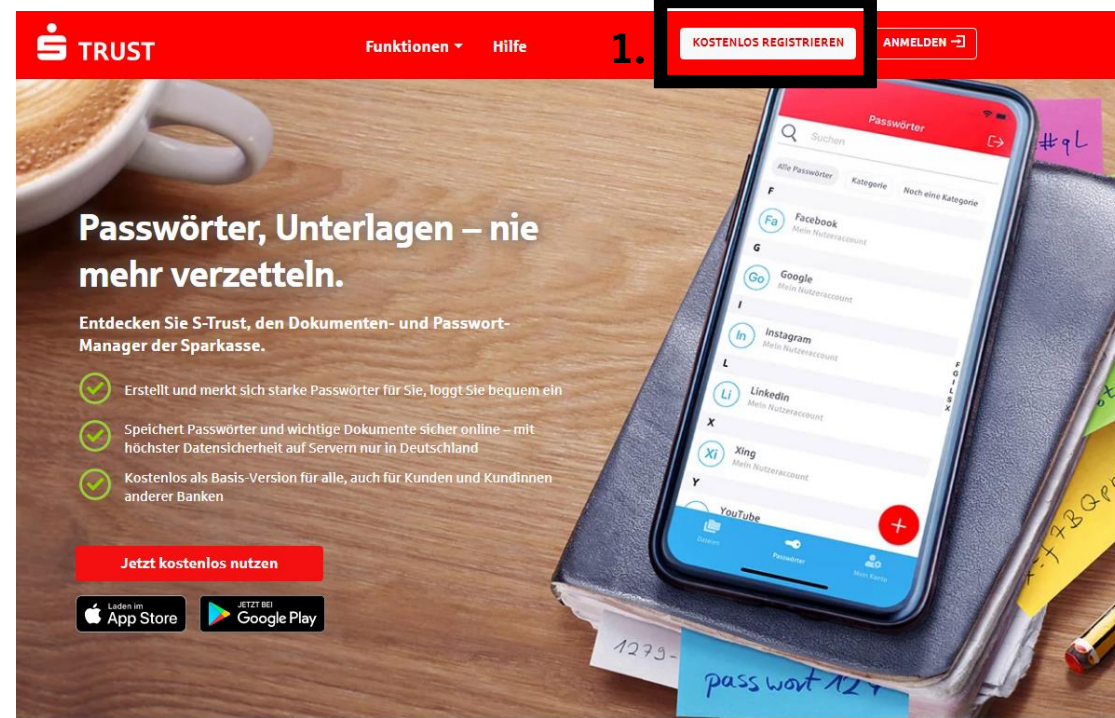 TRUST
Funktionen
Hilfe
1.
KOSTENLOS REGISTRIEREN
ANMELDEN
Passwörter, Unterlagen – nie
mehr verzetteln.
Entdecken Sie S-Trust, den Dokumenten- und Passwort-
Manager der Sparkasse.
Erstellt und merkt sich starke Passwörter für Sie, loggt Sie bequem ein
Speichert Passwörter und wichtige Dokumente sicher online – mit
höchster Datensicherheit auf Servern nur in Deutschland
Kostenlos als Basis-Version für alle, auch für Kunden und Kundinnen
anderer Banken
Jetzt kostenlos nutzen
Laden im
App Store
JETZT BEI
Google Play
Passwörter
Suchen
Alle Passwörter
Kategorie
Noch eine Kategorie
F
Fa
Facebook
Mein Nutzeraccount
G
Go
Google
Mein Nutzeraccount
I
In
Instagram
Mein Nutzeraccount
L
Li
Linkedin
Mein Nutzeraccount
X
Xi
Xing
Mein Nutzeraccount
Y
YouTube
F
G
I
L
S
X
Dateien
Passwörter
Mein Konto
#qL
1279-
passwort 124